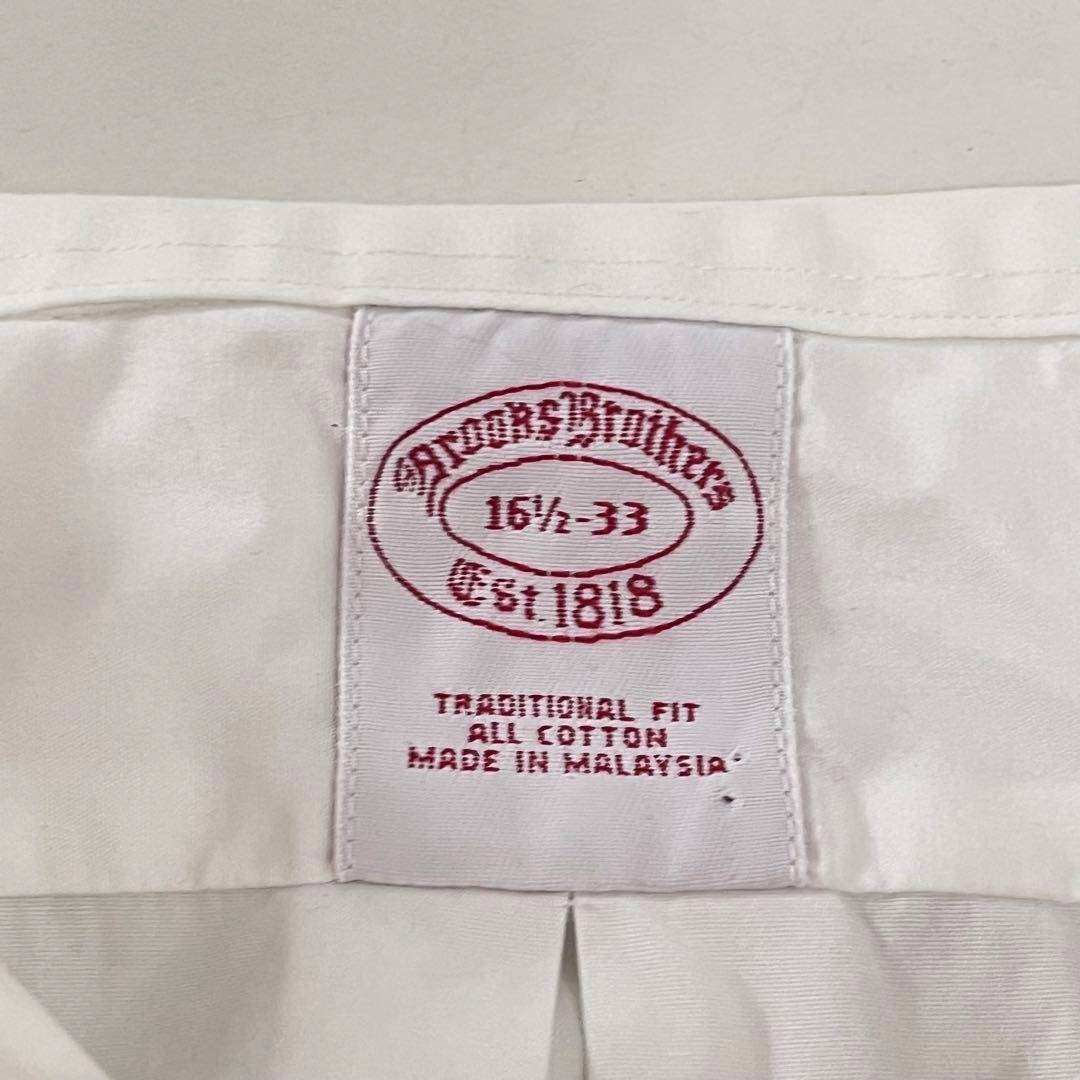 Brooks Brothers
16½-33
Est. 1818
TRADITIONAL FIT
ALL COTTON
MADE IN MALAYSIA